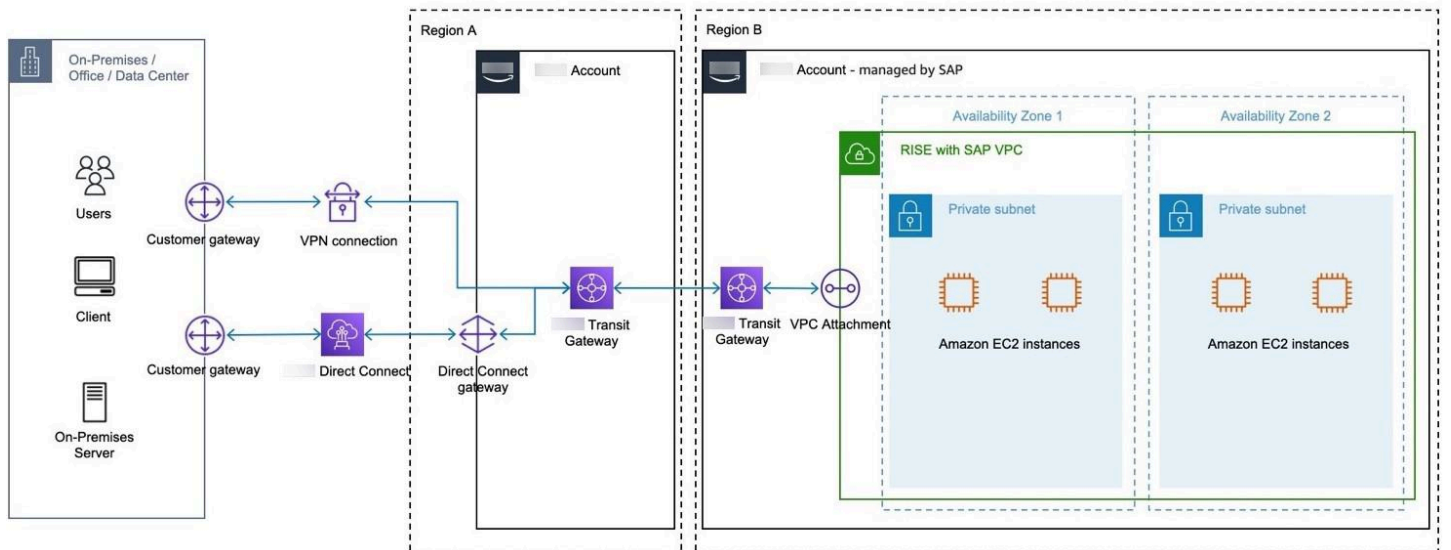 Region A
Region B
On-Premises /
Office / Data Center
Account
Account - managed by SAP
Availability Zone 1
Availability Zone 2
RISE with SAP VPC
Private subnet
Private subnet
Users
Customer gateway
VPN connection
Client
Transit
Gateway
Transit
Gateway
VPC Attachment
Amazon EC2 instances
Amazon EC2 instances
Customer gateway
Direct Connect
Direct Connect
gateway
On-Premises
Server